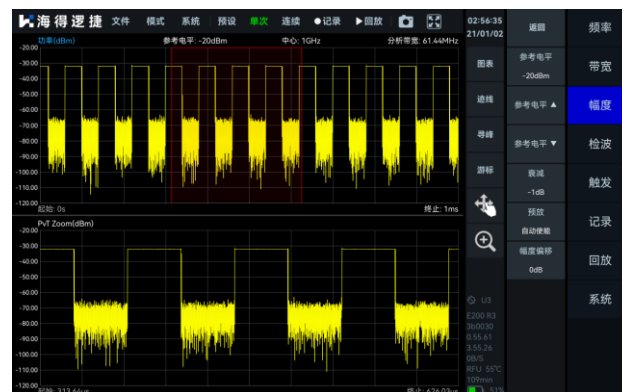 海得逻捷 文件 模式 系统 预设 单次 连续 ●记录 ▶回放
02:56:35
21/01/02
功率(dBm) 参考电平: -20dBm 中心: 1GHz 分析带宽: 61.44MHz
-20.00
-30.00
-40.00
-50.00
-60.00
-70.00
-80.00
-90.00
-100.00
-110.00
-120.00
起始: 0s 终止: 1ms
PvT Zoom(dBm)
-20.00
-30.00
-40.00
-50.00
-60.00
-70.00
-80.00
-90.00
-100.00
-110.00
-120.00
起始: 313.64us 终止: 626.03us
图表
迹线
寻峰
游标
U3
E200 R3
3b0030
0.55.61
3.55.26
0B/S
RFU 55℃
109min
51%
返回
参考电平
-20dBm
参考电平 ▲
参考电平 ▼
衰减
-1dB
预放
自动使能
幅度偏移
0dB
频率
带宽
幅度
检波
触发
记录
回放
系统